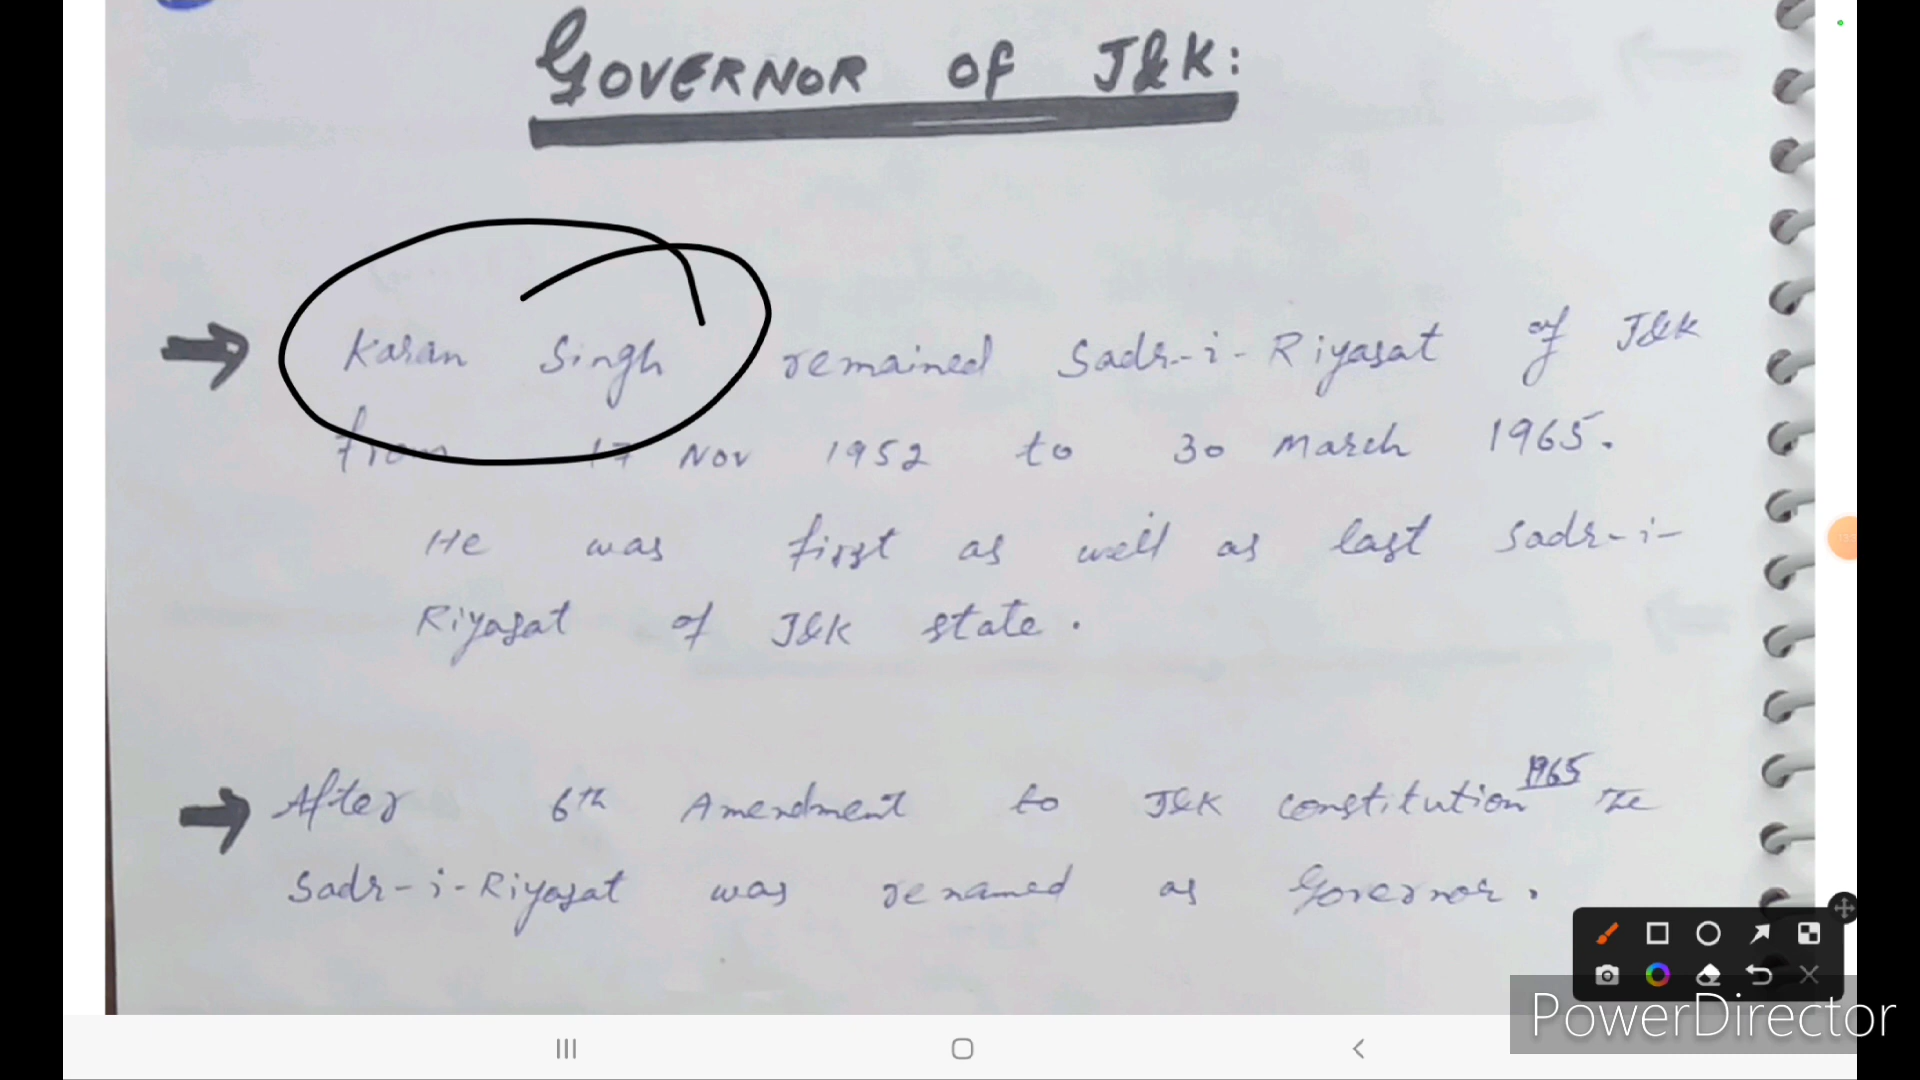 GOVERNOR OF J&K:
Karan Singh remained Sadr-i-Riyasat of J&K
from 17 Nov 1952 to 30 March 1965.
He was first as well as last Sadr-i-
Riyasat of J&K state.
1965
After 6th Amendment to J&K constitution The
Sadr-i-Riyasat was renamed as Governor.
PowerDirector